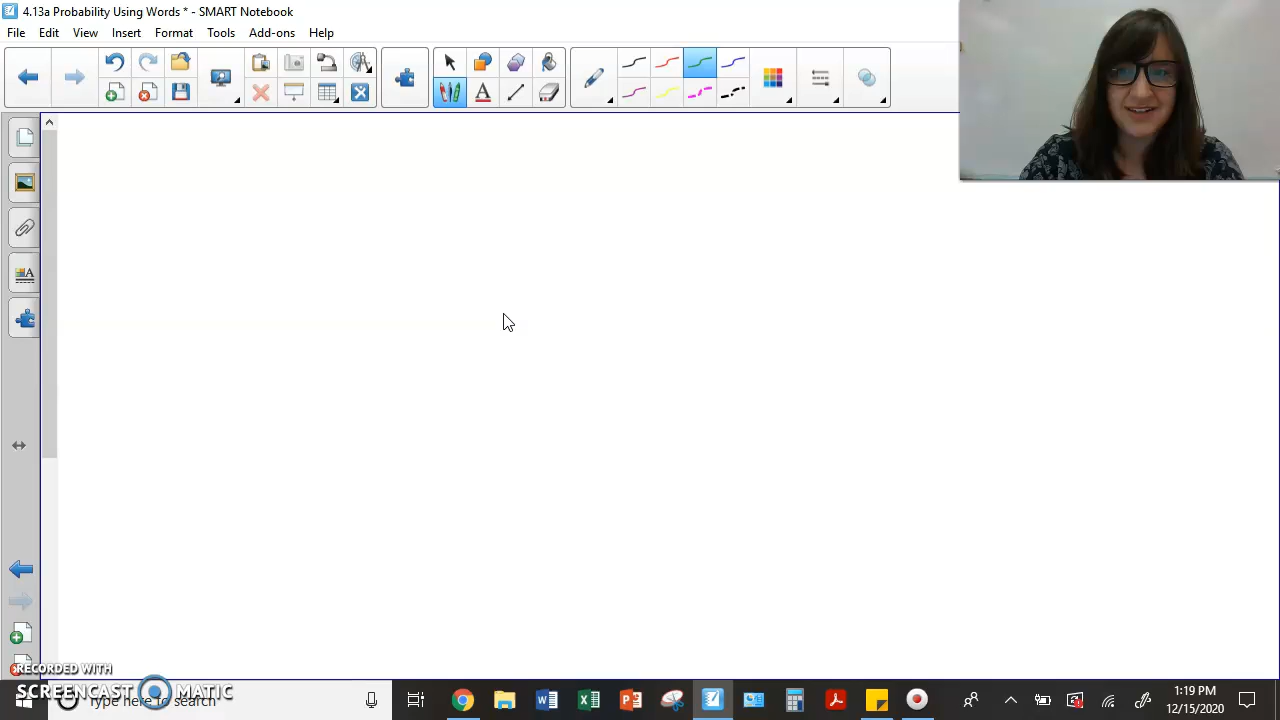 4.13a Probability Using Words * - SMART Notebook
File Edit View Insert Format Tools Add-ons Help
RECORDED WITH
SCREENCAST MATIC
Type here to search
1:19 PM
12/15/2020